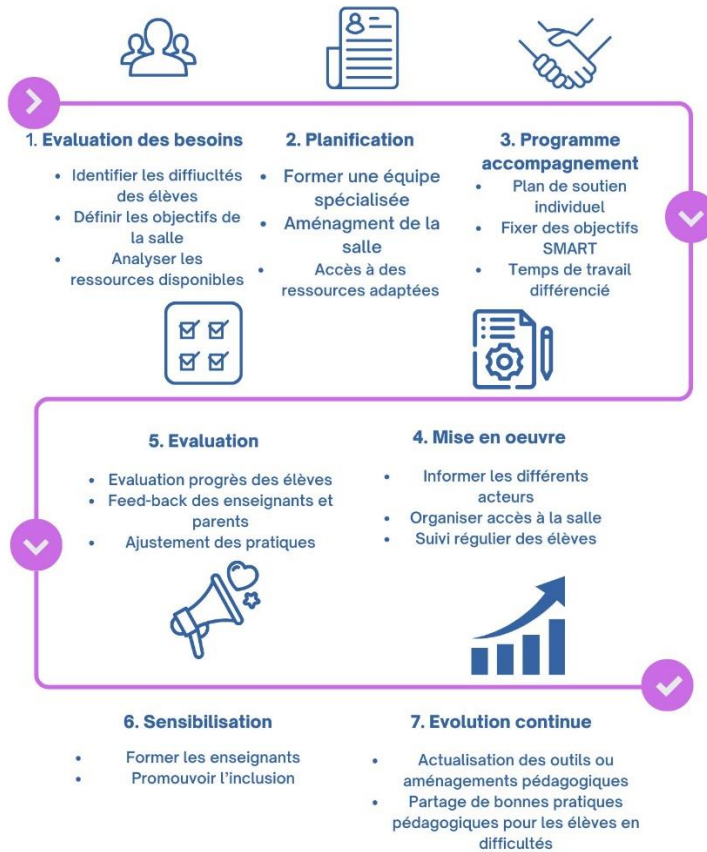 1. Evaluation des besoins
• Identifier les diffiucltés
des élèves
• Définir les objectifs de
la salle
• Analyser les
ressources disponibles
2. Planification
• Former une équipe
spécialisée
• Aménagment de la
salle
• Accès à des
ressources adaptées
3. Programme
accompagnement
• Plan de soutien
individuel
• Fixer des objectifs
SMART
• Temps de travail
différencié
4. Mise en oeuvre
• Informer les différents
acteurs
• Organiser accès à la salle
• Suivi régulier des élèves
5. Evaluation
• Evaluation progrès des élèves
• Feed-back des enseignants et
parents
• Ajustement des pratiques
6. Sensibilisation
• Former les enseignants
• Promouvoir l'inclusion
7. Evolution continue
• Actualisation des outils ou
aménagements pédagogiques
• Partage de bonnes pratiques
pédagogiques pour les élèves en
difficultés